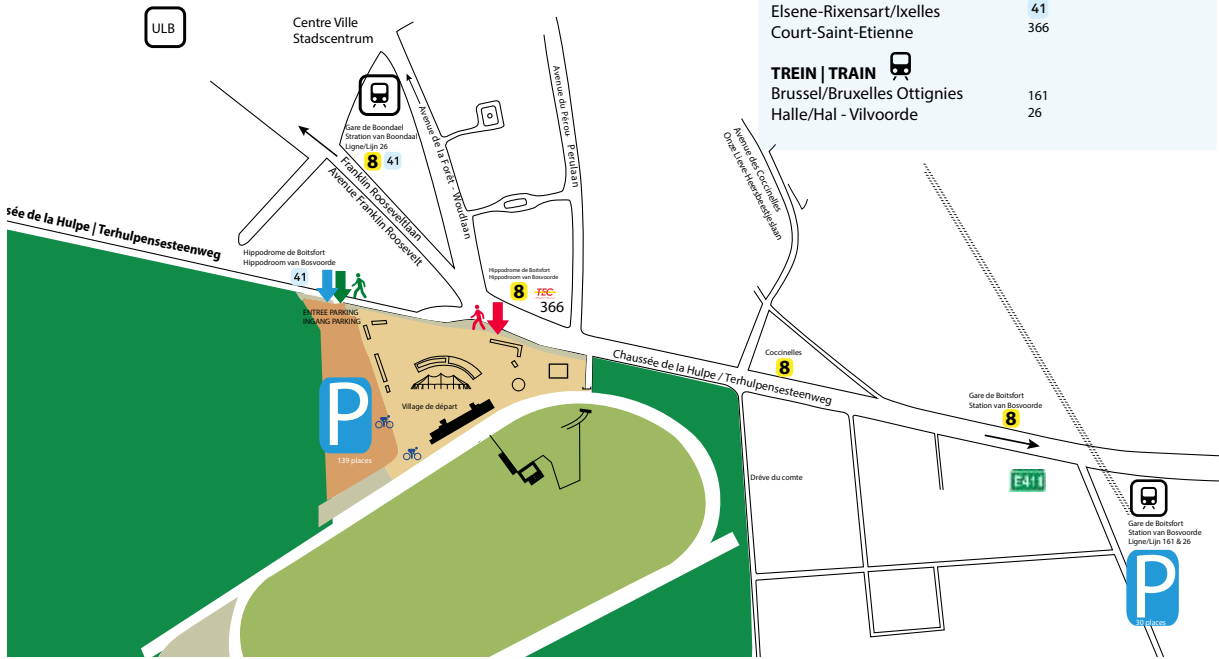 ULB
Centre Ville
Stadscentrum
Elsene-Rixensart/Ixelles 41
Court-Saint-Etienne 366
TREIN | TRAIN
Brussel/Bruxelles Ottignies 161
Halle/Hal - Vilvoorde 26
Gare de Boondael
Stration van Boondaal
Ligne/Lijn 26
8 41
Avenue de la Forêt - Woudlaan
Avenue du Pérou - Perulaan
Avenue des Coccinelles
Onze Lieve-Heersbeestjeslaan
Franklin Rooseveltlaan
Avenue Franklin Roosevelt
sée de la Hulpe | Terhulpensesteenweg
Hippodrome de Boitsfort
Hippodroom van Bosvoorde
41
ENTREE PARKING
INGANG PARKING
Hippodrome de Boitsfort
Hippodroom van Bosvoorde
8 TEC
366
Chaussée de la Hulpe / Terhulpensesteenweg
Coccinelles
8
Gare de Boitsfort
Station van Bosvoorde
8
E411
P
139 places
Village de départ
Drêve du comte
Gare de Boitsfort
Station van Bosvoorde
Ligne/Lijn 161 & 26
P
30 places